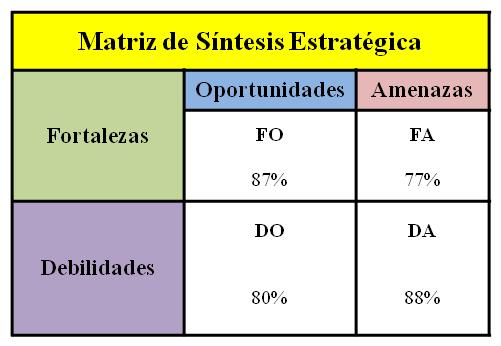 Matriz de Síntesis Estratégica
Oportunidades Amenazas
Fortalezas
FO FA
87% 77%
Debilidades
DO DA
80% 88%